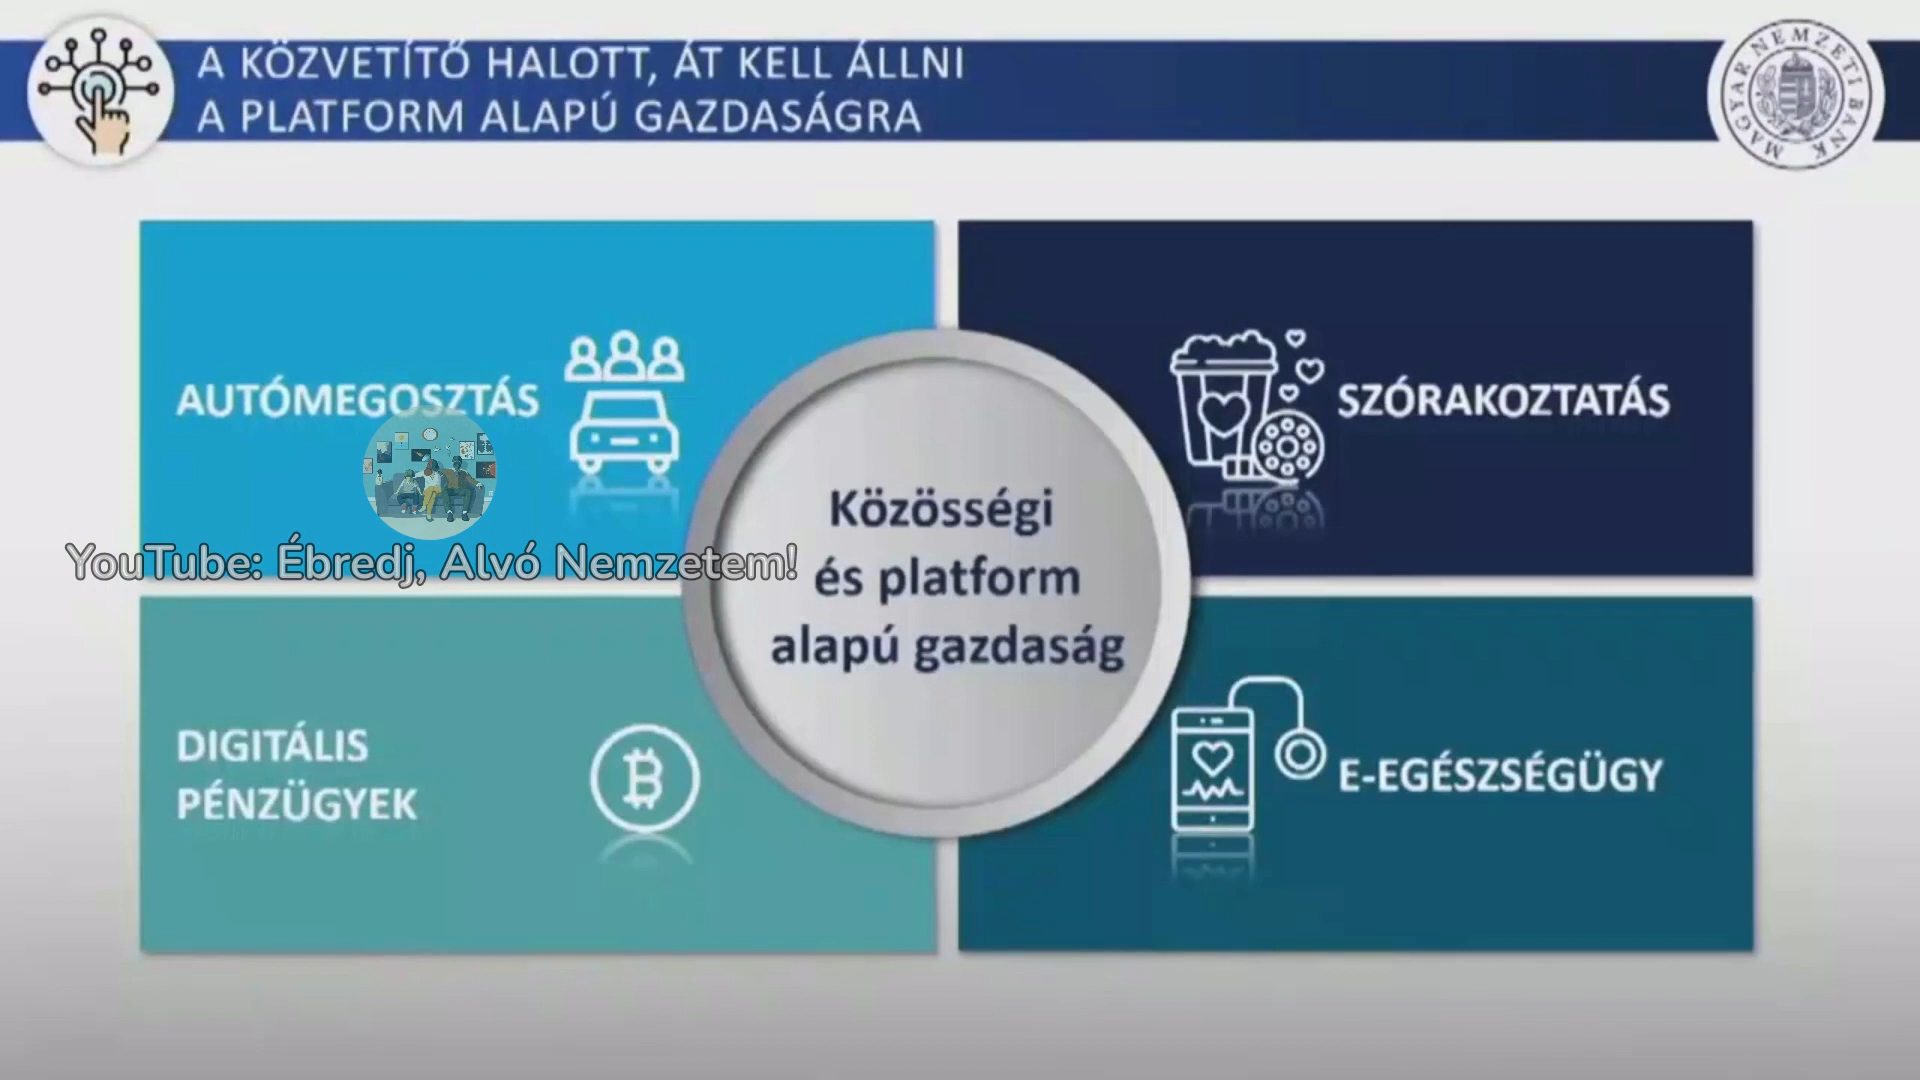 A KÖZVETÍTŐ HALOTT, ÁT KELL ÁLLNI
A PLATFORM ALAPÚ GAZDASÁGRA
MAGYAR NEMZETI BANK
AUTÓMEGOSZTÁS
SZÓRAKOZTATÁS
YouTube: Ébredj, Alvó Nemzetem!
Közösségi
és platform
alapú gazdaság
DIGITÁLIS
PÉNZÜGYEK
E-EGÉSZSÉGÜGY